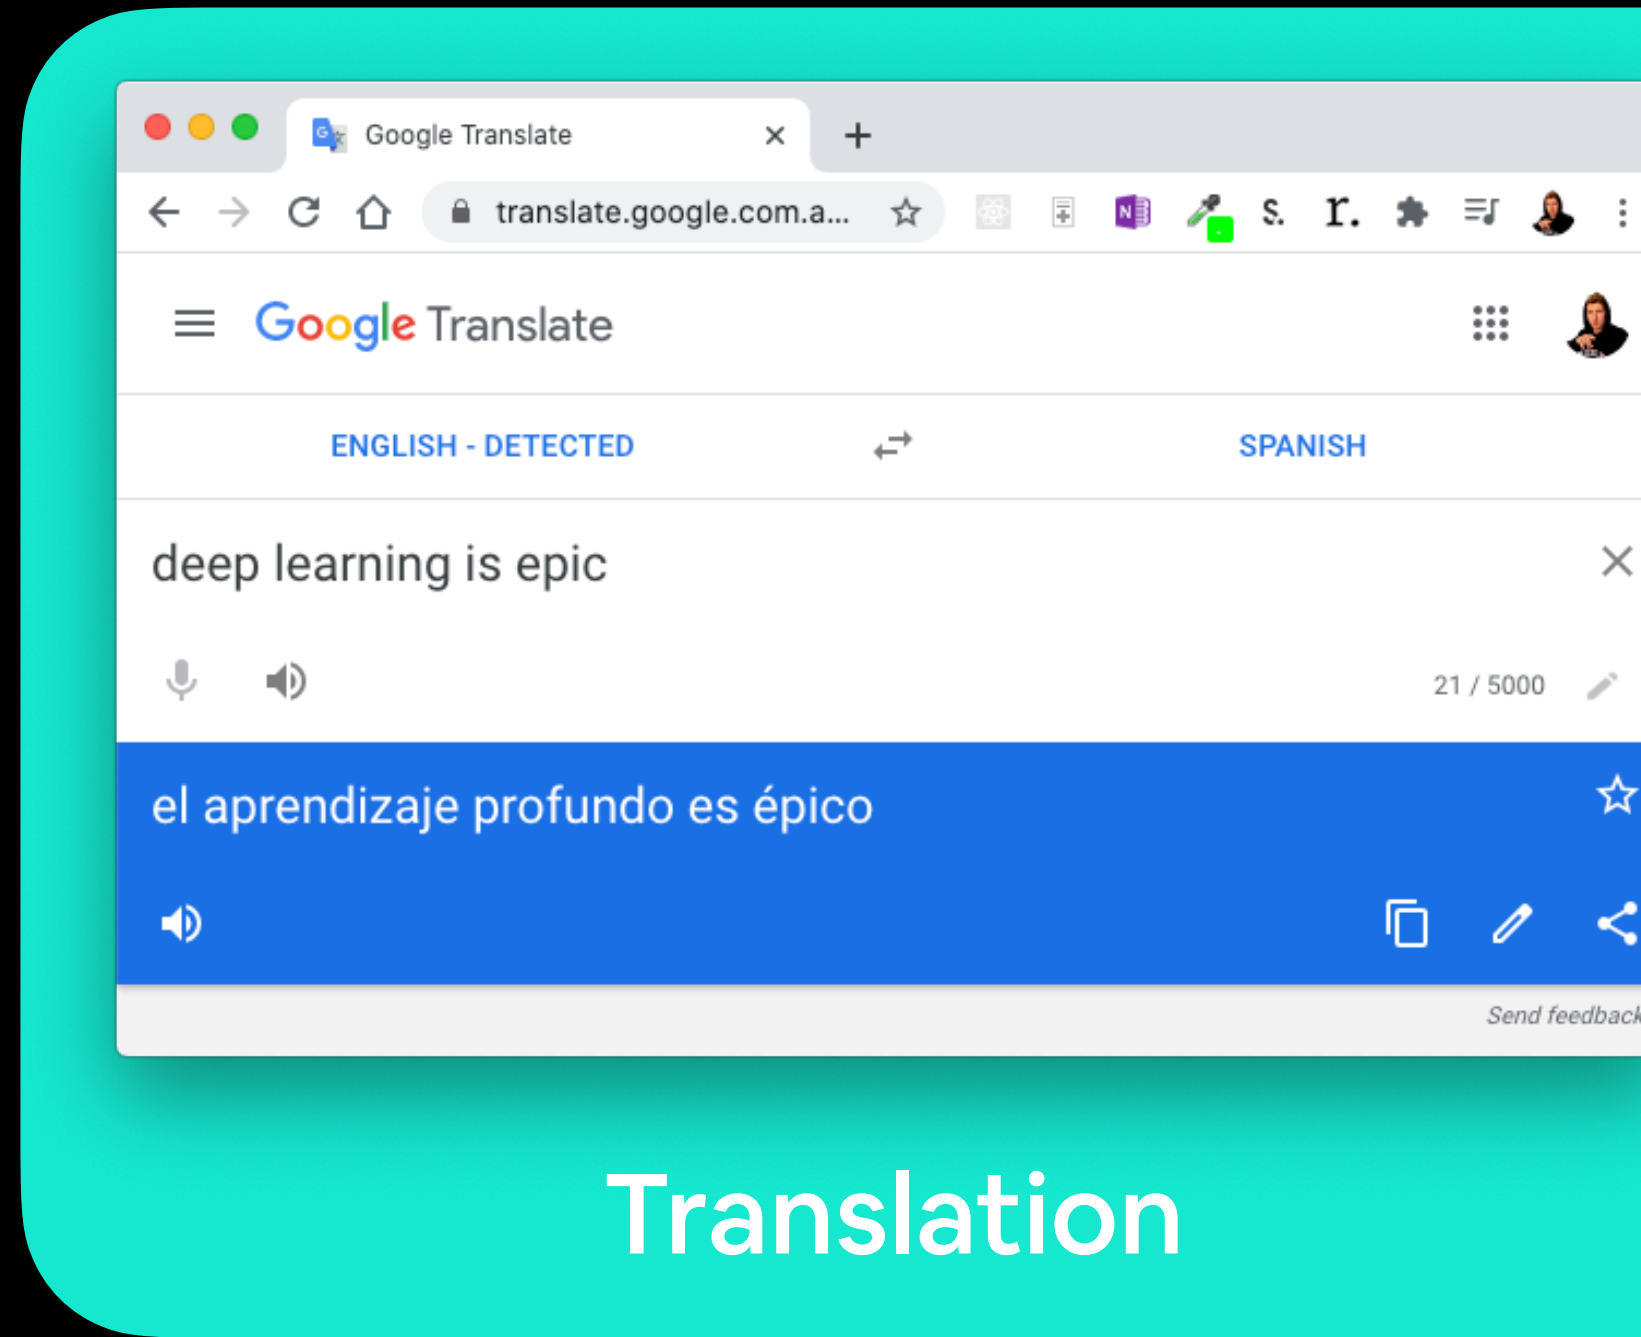 Google Translate
translate.google.com.a...
S.
r.
Google Translate
ENGLISH - DETECTED
SPANISH
deep learning is epic
21 / 5000
el aprendizaje profundo es épico
Send feedback
Translation